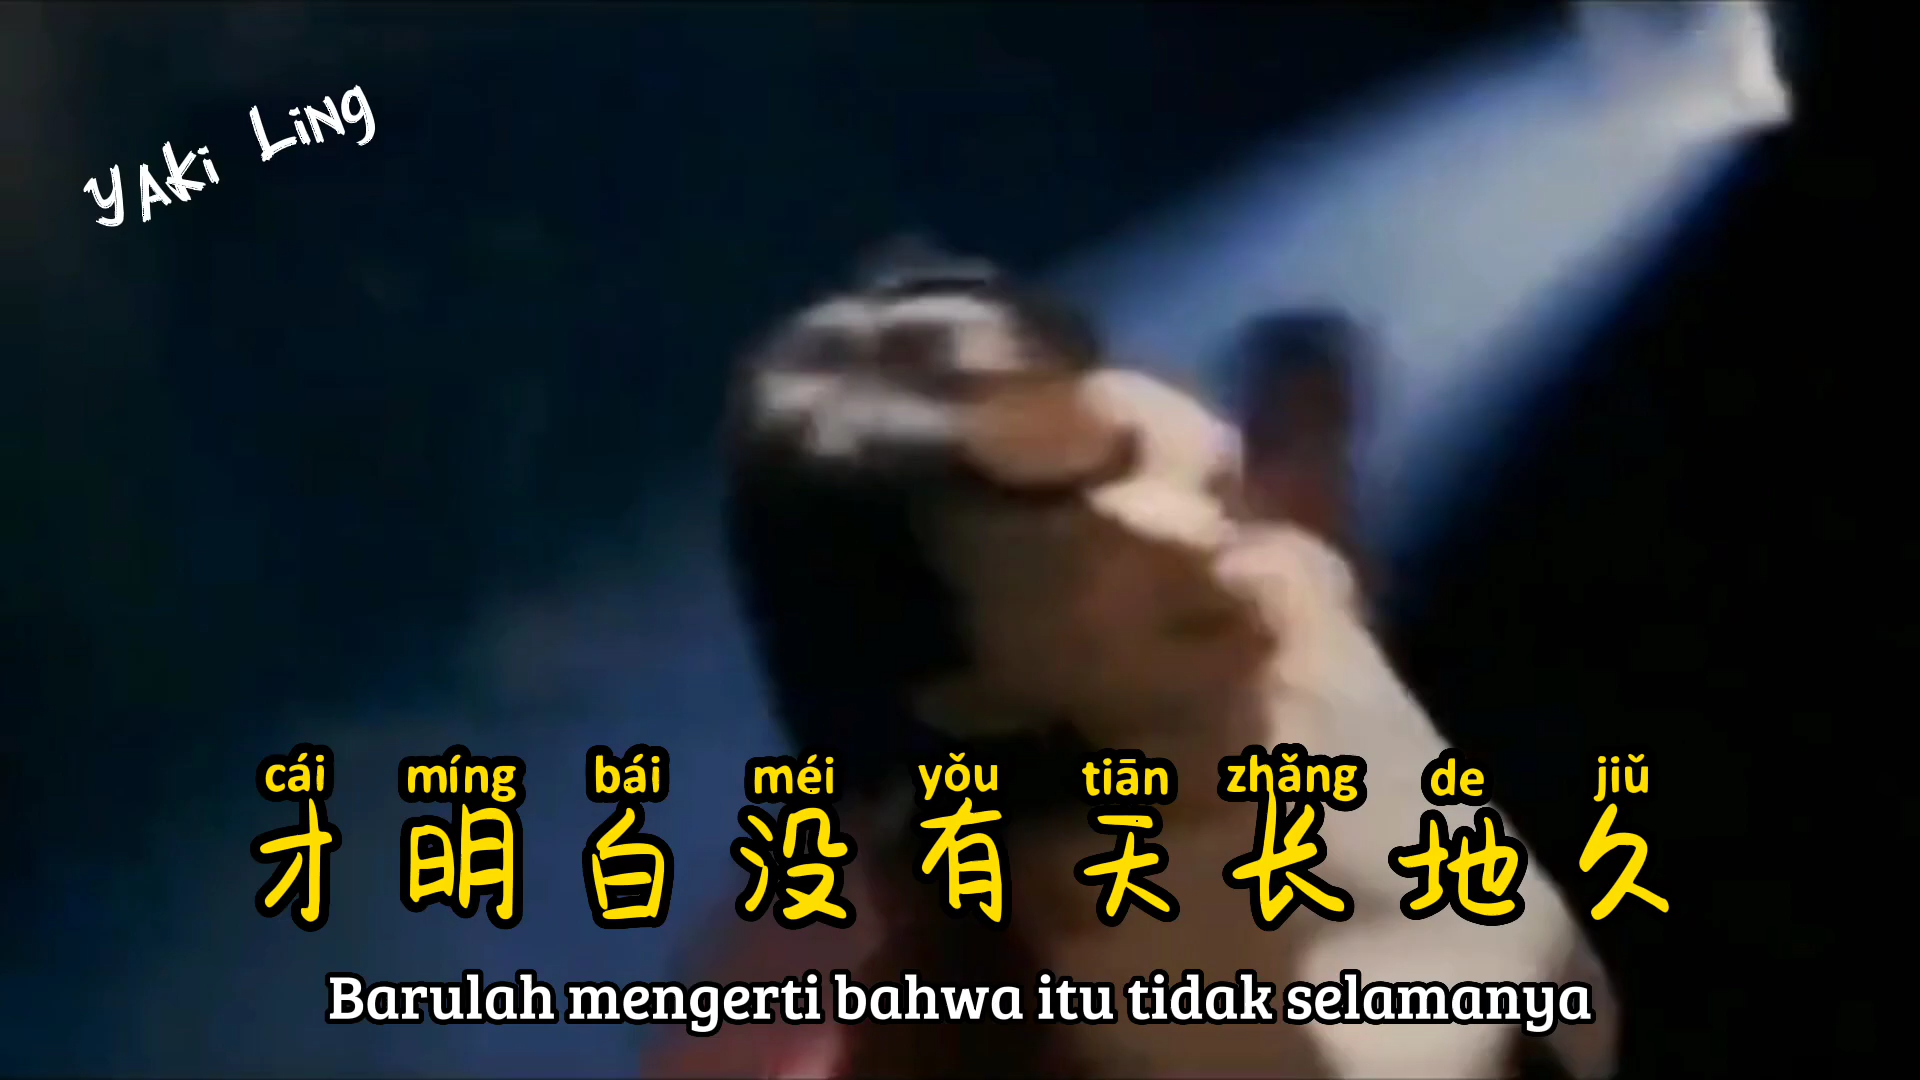 YAKi LiNg
cái míng bái méi yǒu tiān zhǎng de jiǔ
才明白没有天长地久
Barulah mengerti bahwa itu tidak selamanya